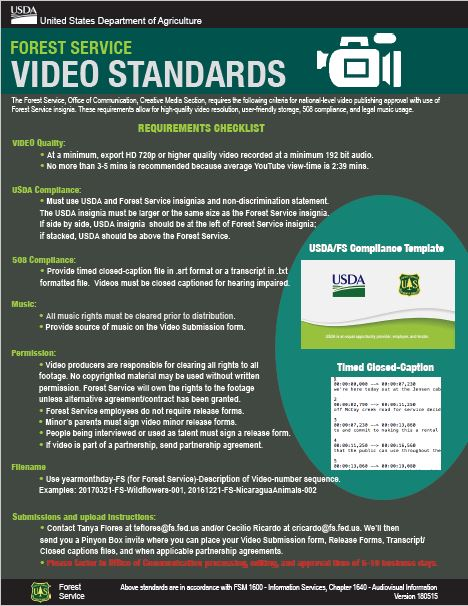 USDA
United States Department of Agriculture
FOREST SERVICE
VIDEO STANDARDS
The Forest Service, Office of Communication, Creative Media Section, requires the following criteria for national-level video publishing approval with use of
Forest Service insignia. These requirements allow for high-quality video resolution, user-friendly storage, 508 compliance, and legal music usage.
REQUIREMENTS CHECKLIST
VIDEO Quality:
• At a minimum, export HD 720p or higher quality video recorded at a minimum 192 bit audio.
• No more than 3-5 mins is recommended because average YouTube view-time is 2:39 mins.
USDA Compliance:
• Must use USDA and Forest Service insignias and non-discrimination statement.
The USDA insignia must be larger or the same size as the Forest Service insignia.
If side by side, USDA insignia should be at the left of Forest Service insignia;
if stacked, USDA should be above the Forest Service.
508 Compliance:
• Provide timed closed-caption file in .srt format or a transcript in .txt
formatted file. Videos must be closed captioned for hearing impaired.
Music:
• All music rights must be cleared prior to distribution.
• Provide source of music on the Video Submission form.
Permission:
• Video producers are responsible for clearing all rights to all
footage. No copyrighted material may be used without written
permission. Forest Service will own the rights to the footage
unless alternative agreement/contract has been granted.
• Forest Service employees do not require release forms.
• Minor's parents must sign video minor release forms.
• People being interviewed or used as talent must sign a release form.
• If video is part of a partnership, send partnership agreement.
Filename
• Use yearmonthday-FS (for Forest Service)-Description of Video-number sequence.
Examples: 20170321-FS-Wildflowers-001, 20161221-FS-NicaraguaAnimals-002
Submissions and upload instructions:
• Contact Tanya Flores at teflores@fs.fed.us and/or Cecilio Ricardo at cricardo@fs.fed.us. We'll then
send you a Pinyon Box invite where you can place your Video Submission form, Release Forms, Transcript/
Closed captions files, and when applicable partnership agreements.
• Please factor in Office of Communication processing, editing, and approval time of 5-10 business days.
USDA/FS Compliance Template
USDA
UAS
USDA is an equal opportunity provider, employer, and lender.
Timed Closed-Caption
1
00:00:00,000 --> 00:00:07,230
we're here today out at the Jensen cab
2
00:00:02,790 --> 00:00:11,250
off McCoy creek road for service decid
3
00:00:07,230 --> 00:00:13,860
to and commit to making this a rental
4
00:00:11,250 --> 00:00:16,560
that the public can use throughout the
5
00:00:13,860 --> 00:00:19,080
Forest
Service
Above standards are in accordance with FSM 1600 - Information Services, Chapter 1640 - Audiovisual Information
Version 180515